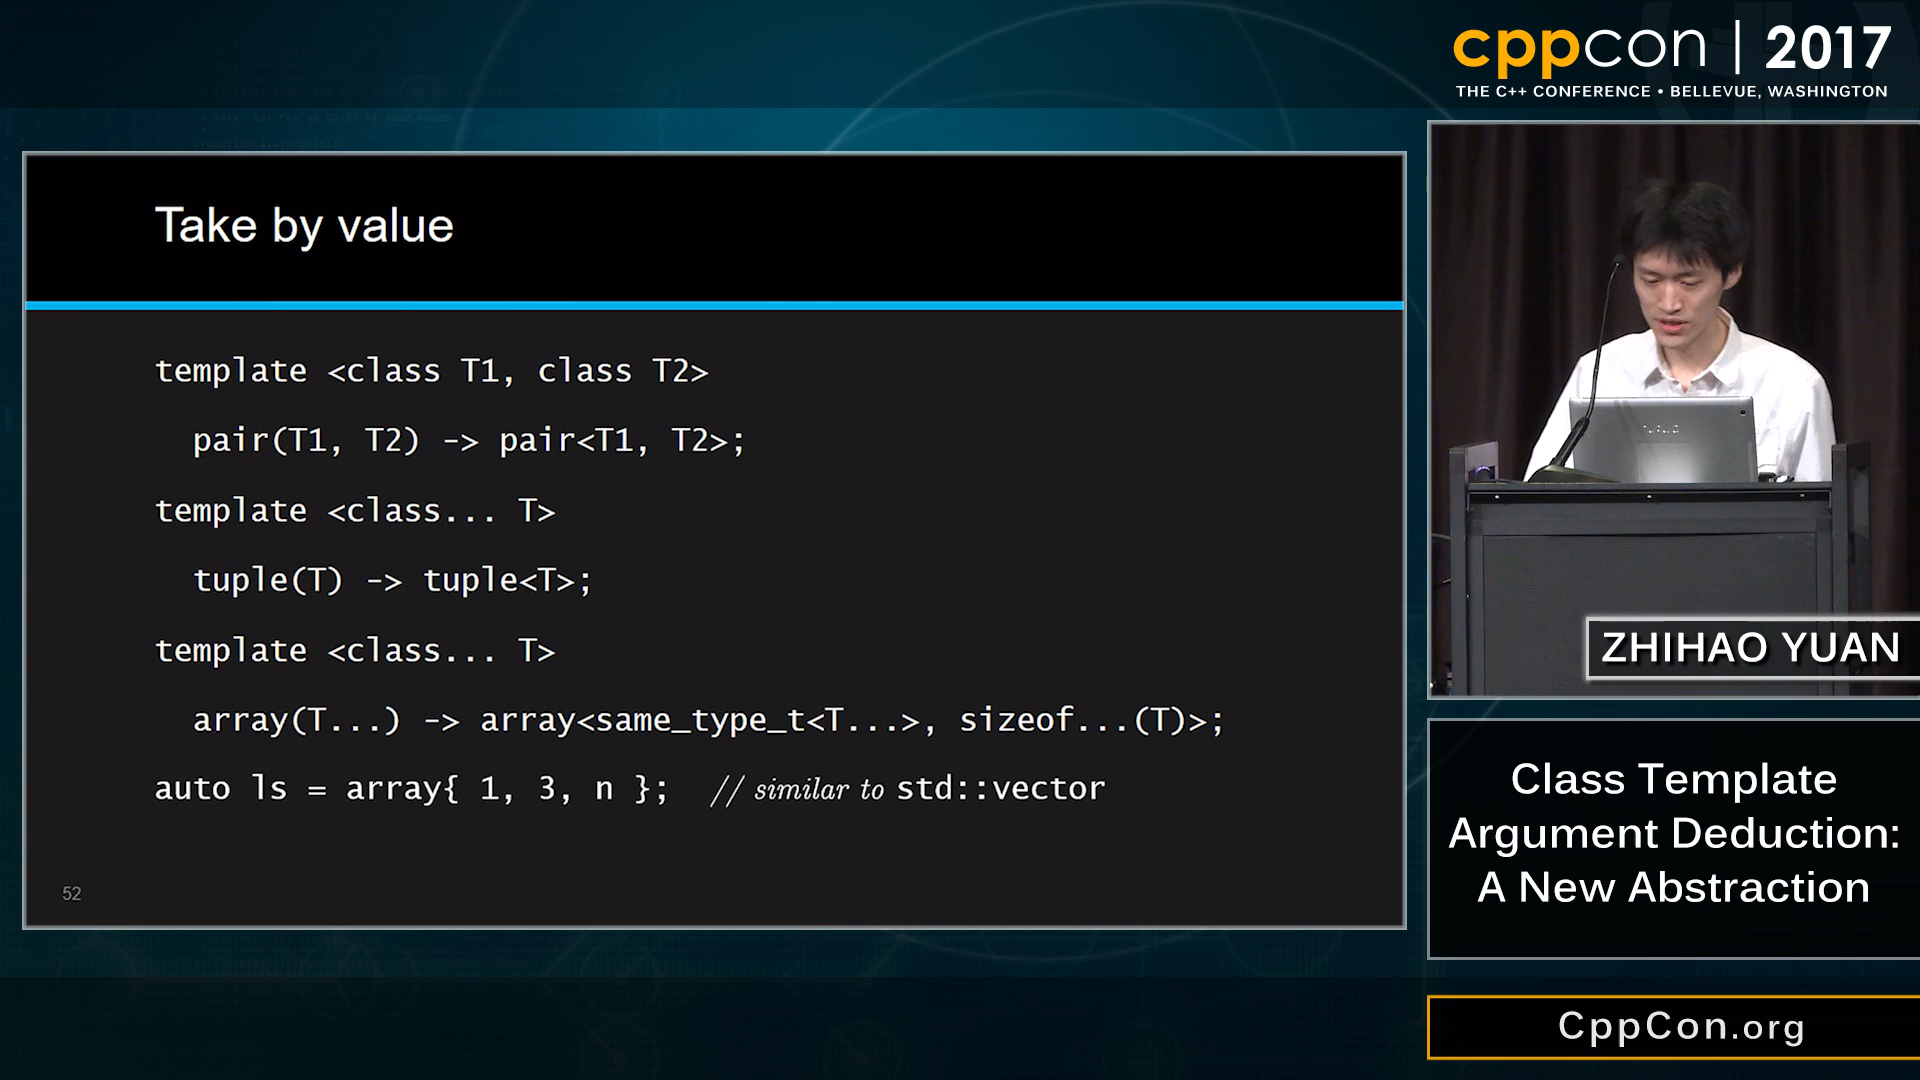 cppcon | 2017
THE C++ CONFERENCE • BELLEVUE, WASHINGTON
Take by value
template <class T1, class T2>
pair(T1, T2) -> pair<T1, T2>;
template <class... T>
tuple(T) -> tuple<T>;
template <class... T>
array(T...) -> array<same_type_t<T...>, sizeof...(T)>;
auto ls = array{ 1, 3, n }; // similar to std::vector
52
ZHIHAO YUAN
Class Template
Argument Deduction:
A New Abstraction
CppCon.org